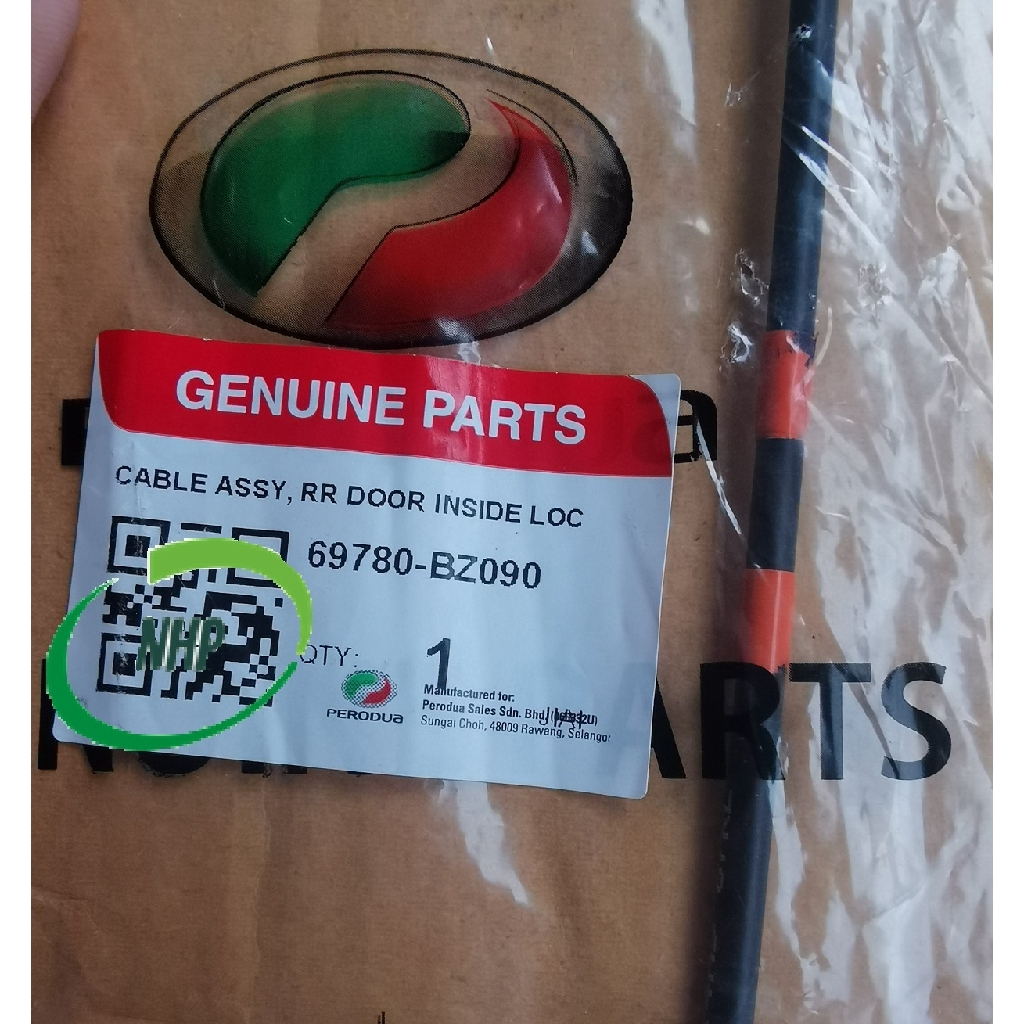 GENUINE PARTS
CABLE ASSY, RR DOOR INSIDE LOC
69780-BZ090
NHP
QTY: 1
PERODUA
Manufactured for:
Perodua Sales Sdn. Bhd.
Sungai Choh, 48009 Rawang, Selangor
ARTS